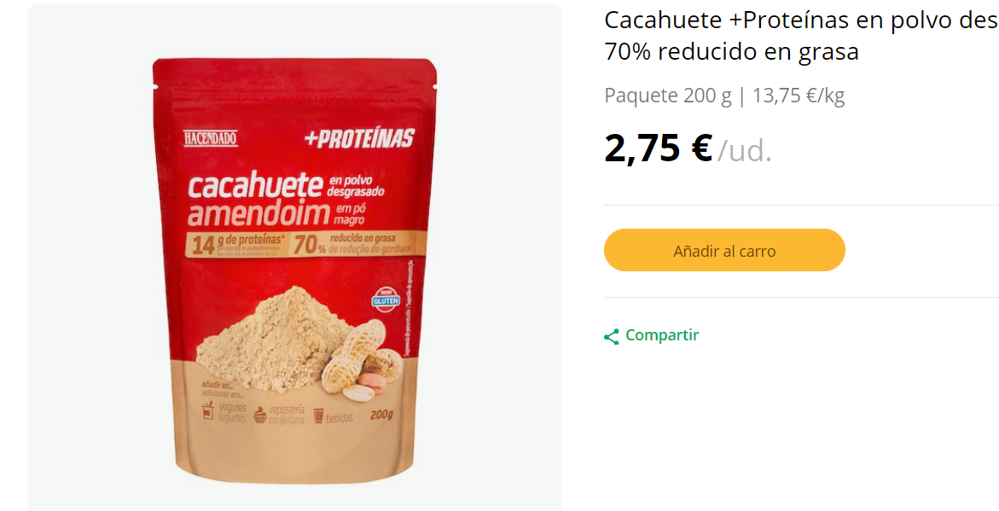 HACENDADO
+PROTEÍNAS
cacahuete en polvo desgrasado
amendoim em pó magro
14 g de proteínas*
70% reducido en grasa
de redução de gordura
GLUTEN
añadir en...
adicionar em...
yogures
iogurtes
repostería
confeitaria
bebidas
200g
Cacahuete +Proteínas en polvo des
70% reducido en grasa
Paquete 200 g | 13,75 €/kg
2,75 €/ud.
Añadir al carro
Compartir